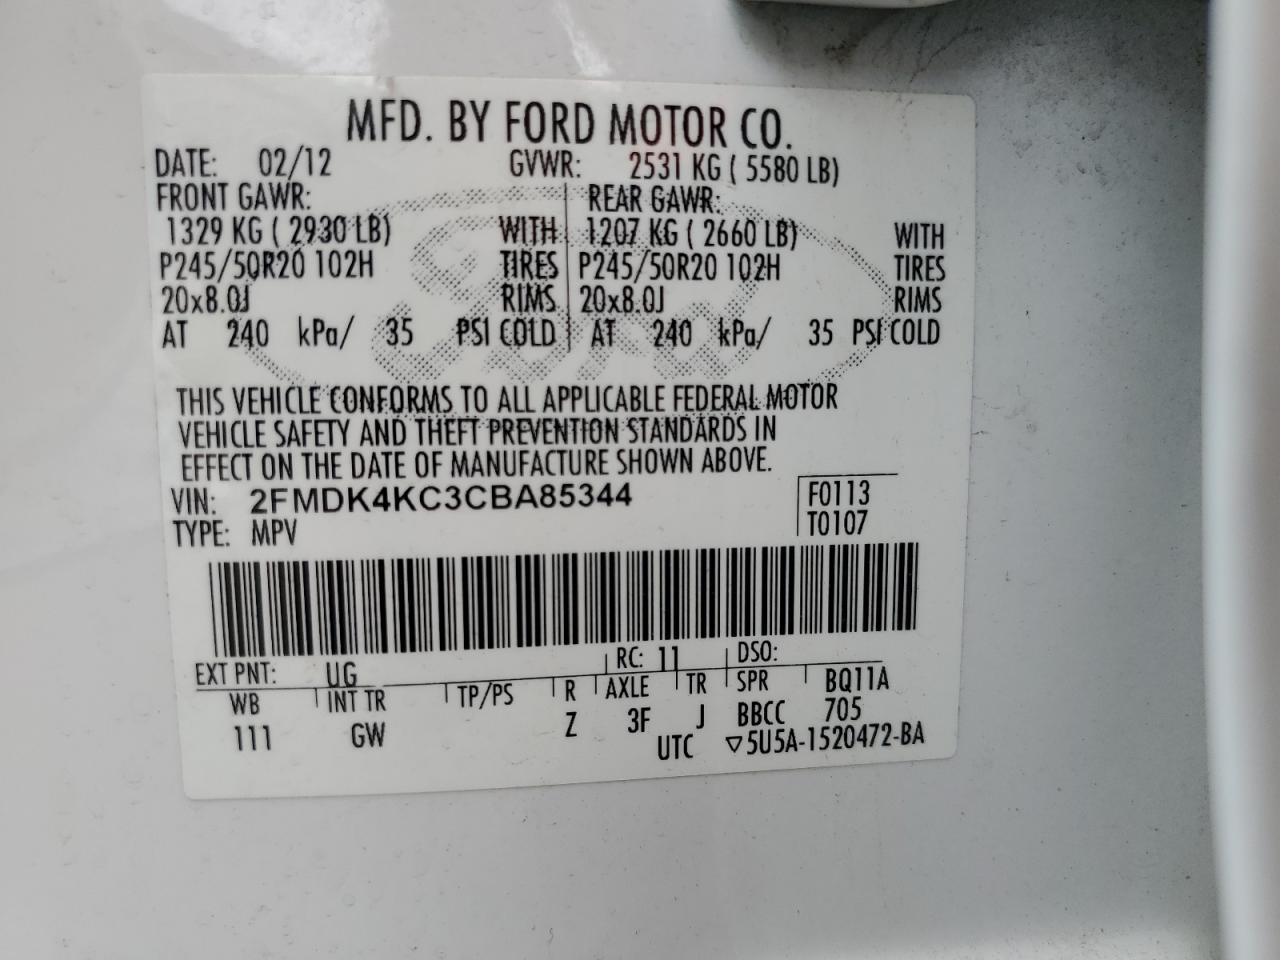 MFD. BY FORD MOTOR CO.
DATE: 02/12 GVWR: 2531 KG ( 5580 LB)
FRONT GAWR: REAR GAWR:
1329 KG ( 2930 LB) WITH 1207 KG ( 2660 LB) WITH
P245/50R20 102H TIRES P245/50R20 102H TIRES
20x8.0J RIMS 20x8.0J RIMS
AT 240 kPa/ 35 PSI COLD AT 240 kPa/ 35 PSI COLD
THIS VEHICLE CONFORMS TO ALL APPLICABLE FEDERAL MOTOR
VEHICLE SAFETY AND THEFT PREVENTION STANDARDS IN
EFFECT ON THE DATE OF MANUFACTURE SHOWN ABOVE.
VIN: 2FMDK4KC3CBA85344 F0113
TYPE: MPV T0107
EXT PNT: UG RC: 11 DSO:
WB INT TR TP/PS R AXLE TR SPR BQ11A
111 GW Z 3F J BBCC 705
UTC ▽5U5A-1520472-BA